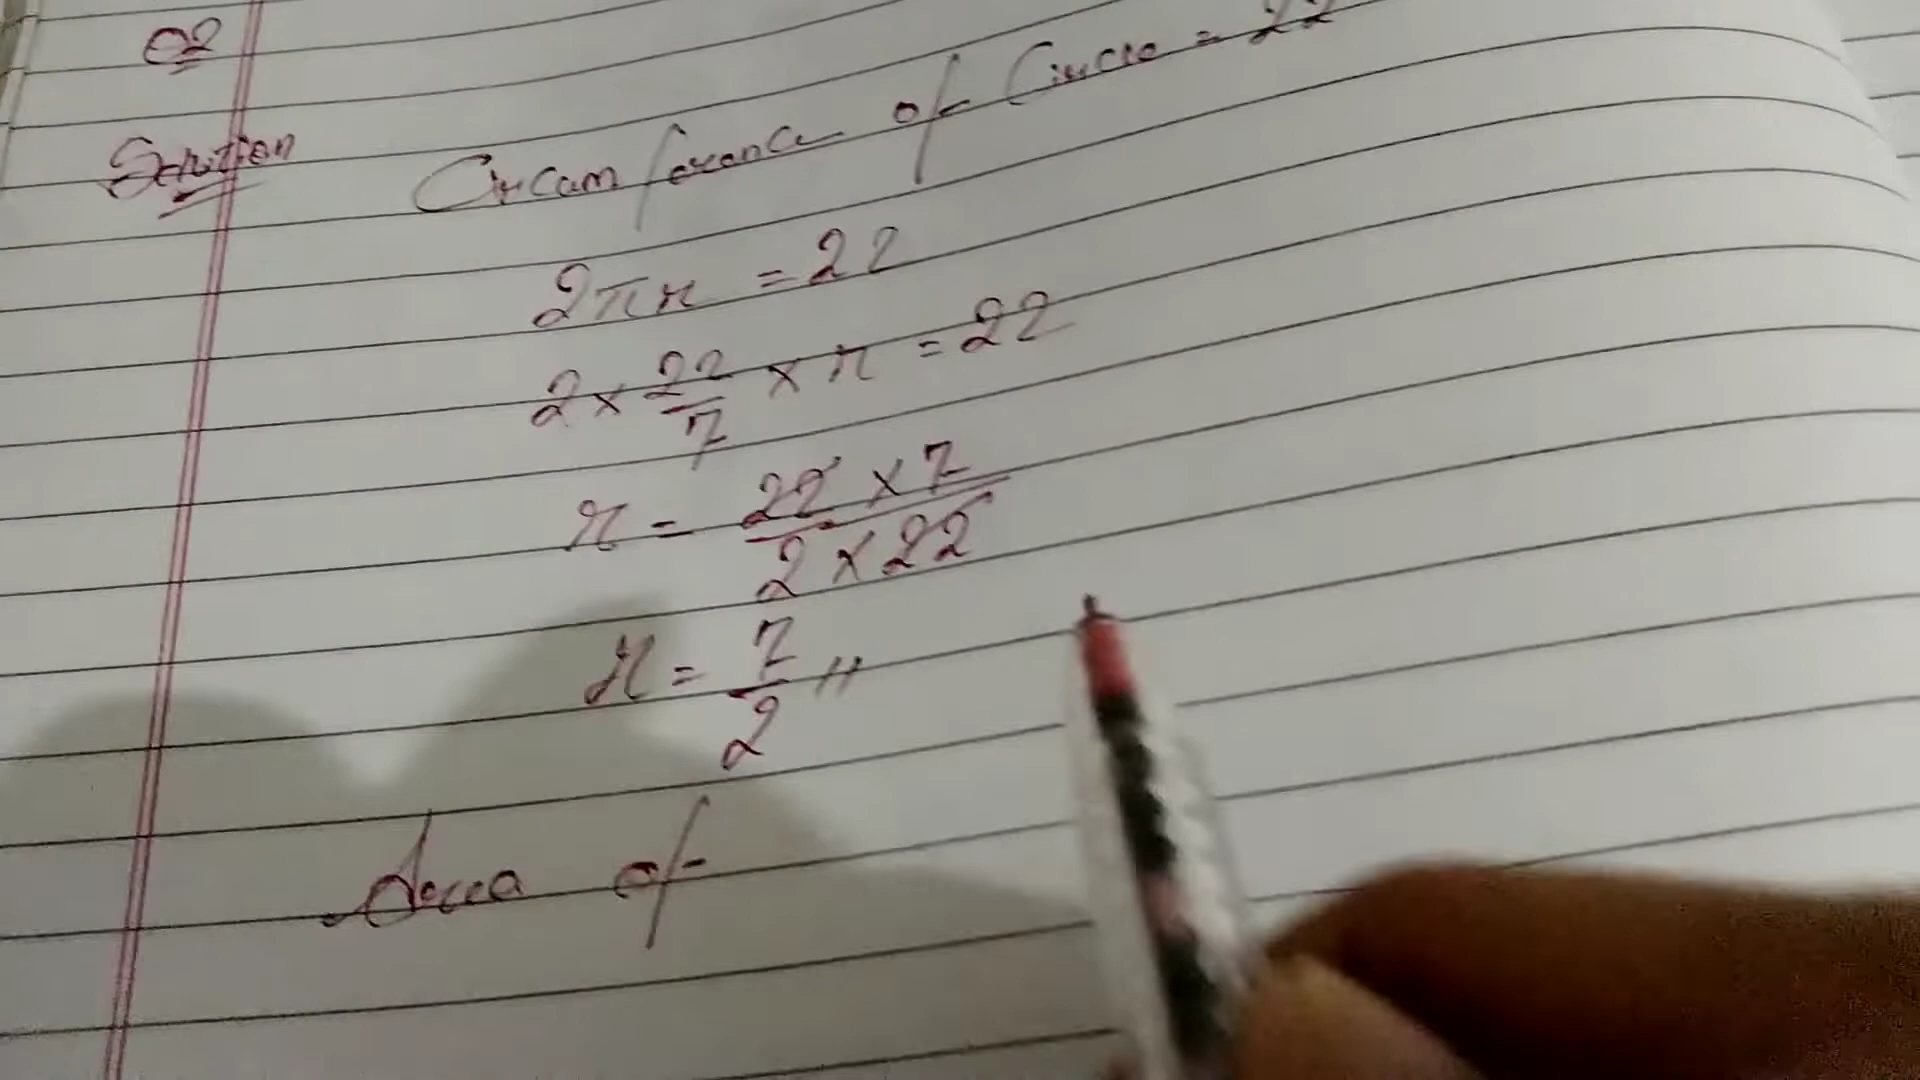 Q2
Solution Circumference of Circle = 22
2πr = 22
2 × 22/7 × r = 22
r = 22 × 7 / 2 × 22
r = 7/2 "
Area of